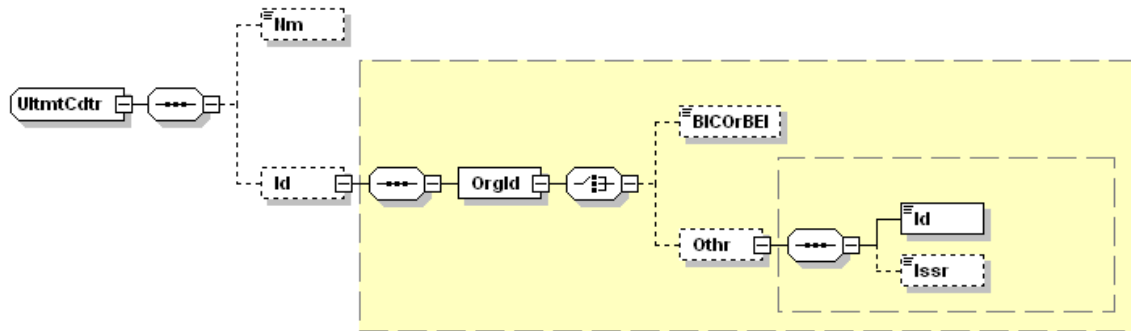 Nm
UltmtCdtr
BICOrBEI
Id
OrgId
Id
Othr
Issr